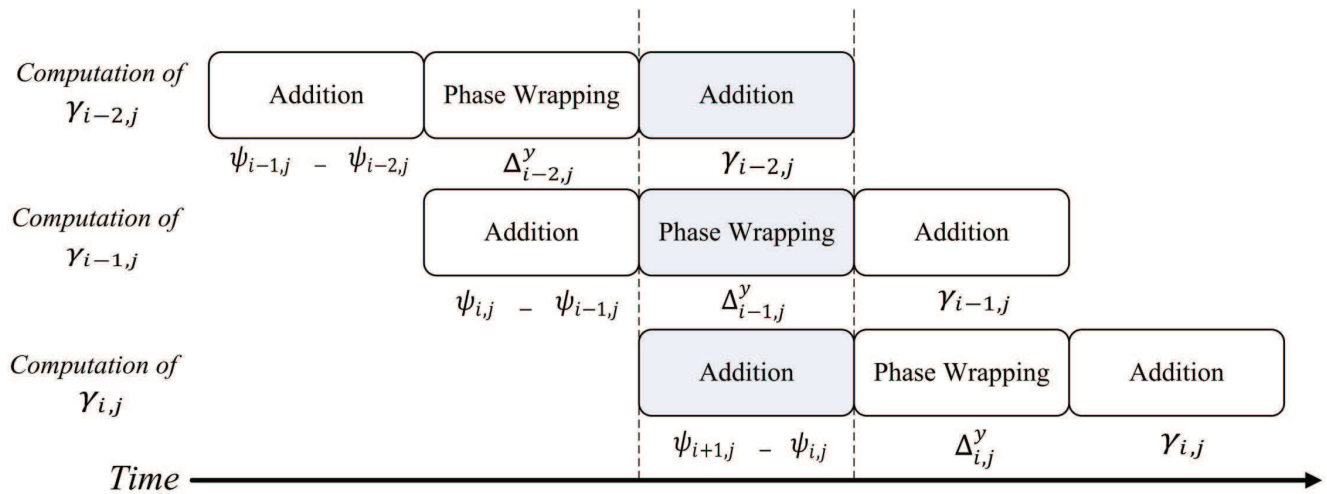 Computation of Addition Phase Wrapping Addition
γi−2,j
ψi−1,j − ψi−2,j Δyi−2,j γi−2,j
Computation of Addition Phase Wrapping Addition
γi−1,j
ψi,j − ψi−1,j Δyi−1,j γi−1,j
Computation of Addition Phase Wrapping Addition
γi,j
ψi+1,j − ψi,j Δyi,j γi,j
Time